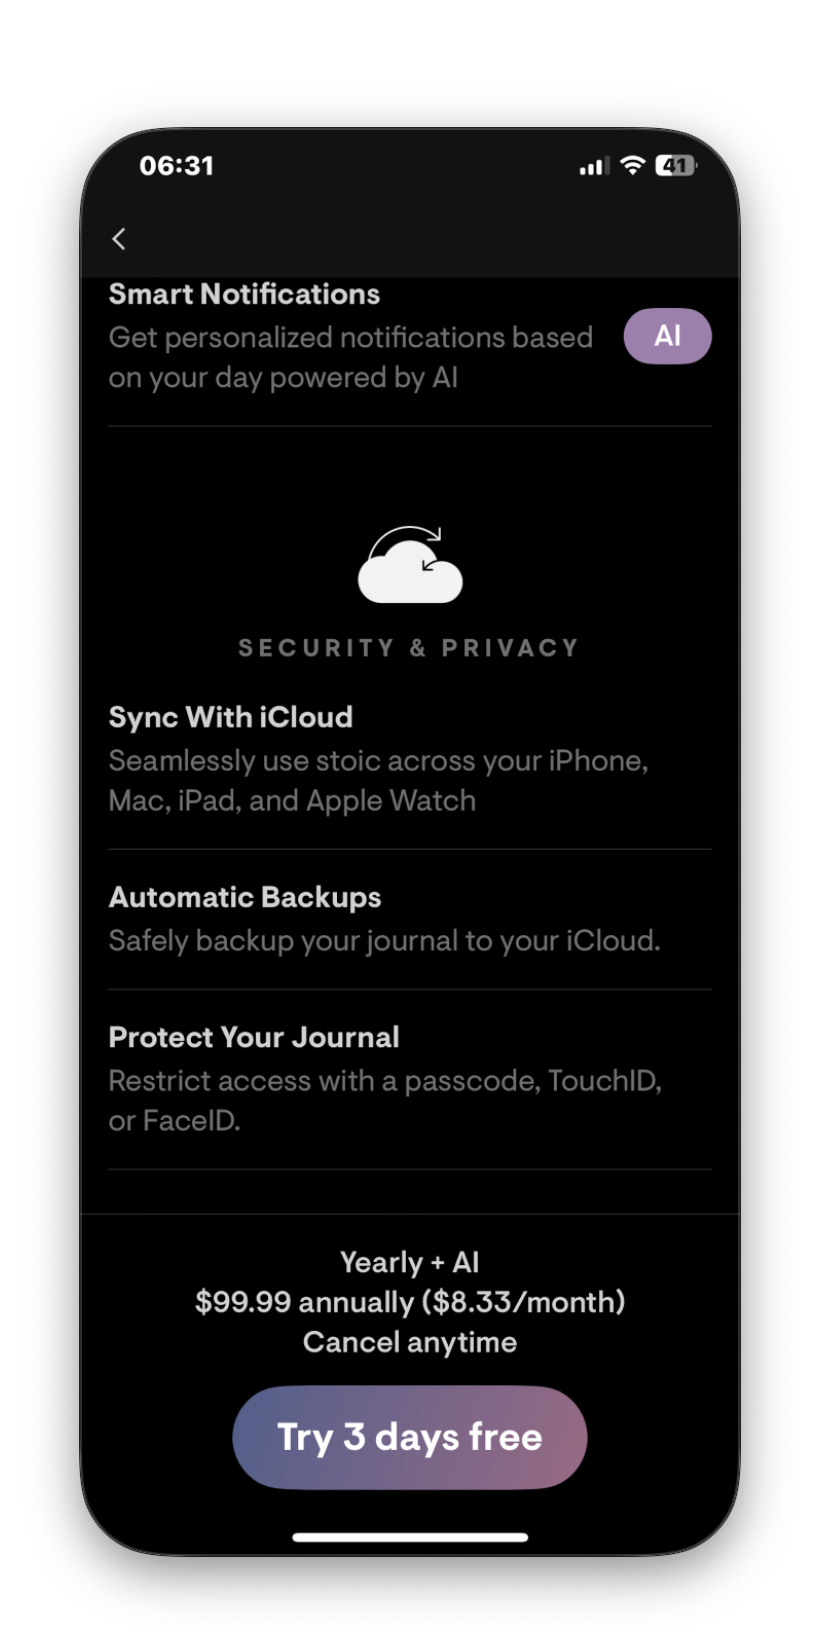 06:31
41
Smart Notifications
Get personalized notifications based
on your day powered by AI
AI
SECURITY & PRIVACY
Sync With iCloud
Seamlessly use stoic across your iPhone,
Mac, iPad, and Apple Watch
Automatic Backups
Safely backup your journal to your iCloud.
Protect Your Journal
Restrict access with a passcode, TouchID,
or FaceID.
Yearly + AI
$99.99 annually ($8.33/month)
Cancel anytime
Try 3 days free